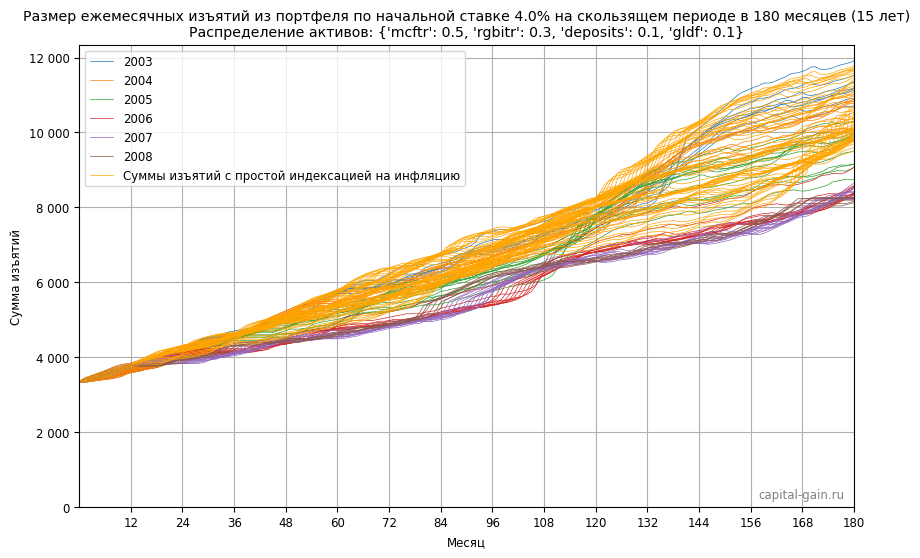 Размер ежемесячных изъятий из портфеля по начальной ставке 4.0% на скользящем периоде в 180 месяцев (15 лет)
Распределение активов: {'mcftr': 0.5, 'rgbitr': 0.3, 'deposits': 0.1, 'gldf': 0.1}
12 000
10 000
8 000
6 000
4 000
2 000
0
Сумма изъятий
2003
2004
2005
2006
2007
2008
Суммы изъятий с простой индексацией на инфляцию
capital-gain.ru
12 24 36 48 60 72 84 96 108 120 132 144 156 168 180
Месяц